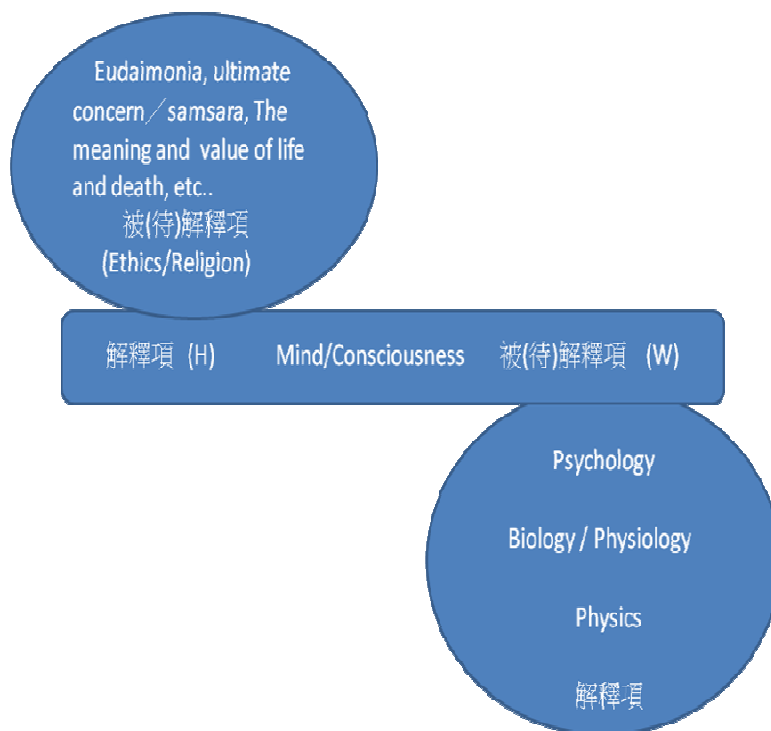 Eudaimonia, ultimate
concern／samsara, The
meaning and value of life
and death, etc..
被(待)解釋項
(Ethics/Religion)
解釋項 (H) Mind/Consciousness 被(待)解釋項 (W)
Psychology
Biology / Physiology
Physics
解釋項